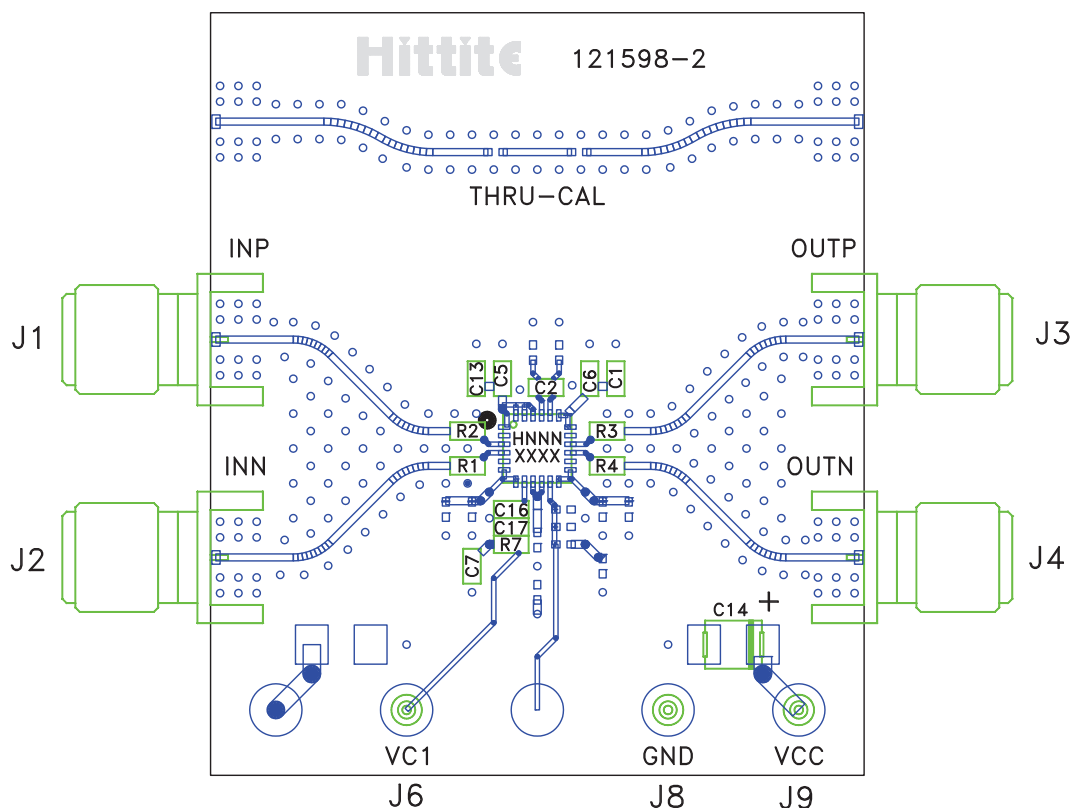 Hittite 121598-2
THRU-CAL
INP OUTP
J1 J3
C13 C5 C2 C6 C1
R2 HNNN R3
R1 XXXX R4
INN OUTN
C16
C17
R7
C7
J2 J4
C14 +
VC1 GND VCC
J6 J8 J9